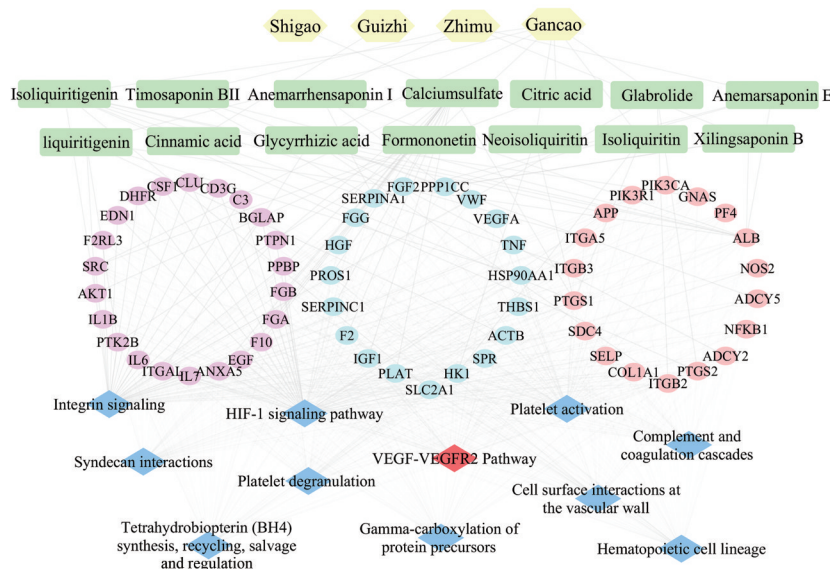 Shigao
Guizhi
Zhimu
Gancao
Isoliquiritigenin
Timosaponin BII
Anemarrhensaponin I
Calciumsulfate
Citric acid
Glabrolide
Anemarsaponin E
liquiritigenin
Cinnamic acid
Glycyrrhizic acid
Formononetin
Neoisoliquiritin
Isoliquiritin
Xilingsaponin B
CLU
CD3G
C3
BGLAP
PTPN1
PPBP
FGB
FGA
F10
EGF
ANXA5
IL7
ITGAL
IL6
PTK2B
IL1B
AKT1
SRC
F2RL3
EDN1
DHFR
CSF1
FGF2
PPP1CC
VWF
VEGFA
TNF
HSP90AA1
THBS1
ACTB
SPR
HK1
SLC2A1
PLAT
IGF1
F2
SERPINC1
PROS1
HGF
FGG
SERPINA1
PIK3CA
GNAS
PF4
ALB
NOS2
ADCY5
NFKB1
ADCY2
PTGS2
ITGB2
COL1A1
SELP
SDC4
PTGS1
ITGB3
ITGA5
APP
PIK3R1
Integrin signaling
HIF-1 signaling pathway
Platelet activation
Complement and
coagulation cascades
Syndecan interactions
Platelet degranulation
VEGF-VEGFR2 Pathway
Cell surface interactions at
the vascular wall
Tetrahydrobiopterin (BH4)
synthesis, recycling, salvage
and regulation
Gamma-carboxylation of
protein precursors
Hematopoietic cell lineage